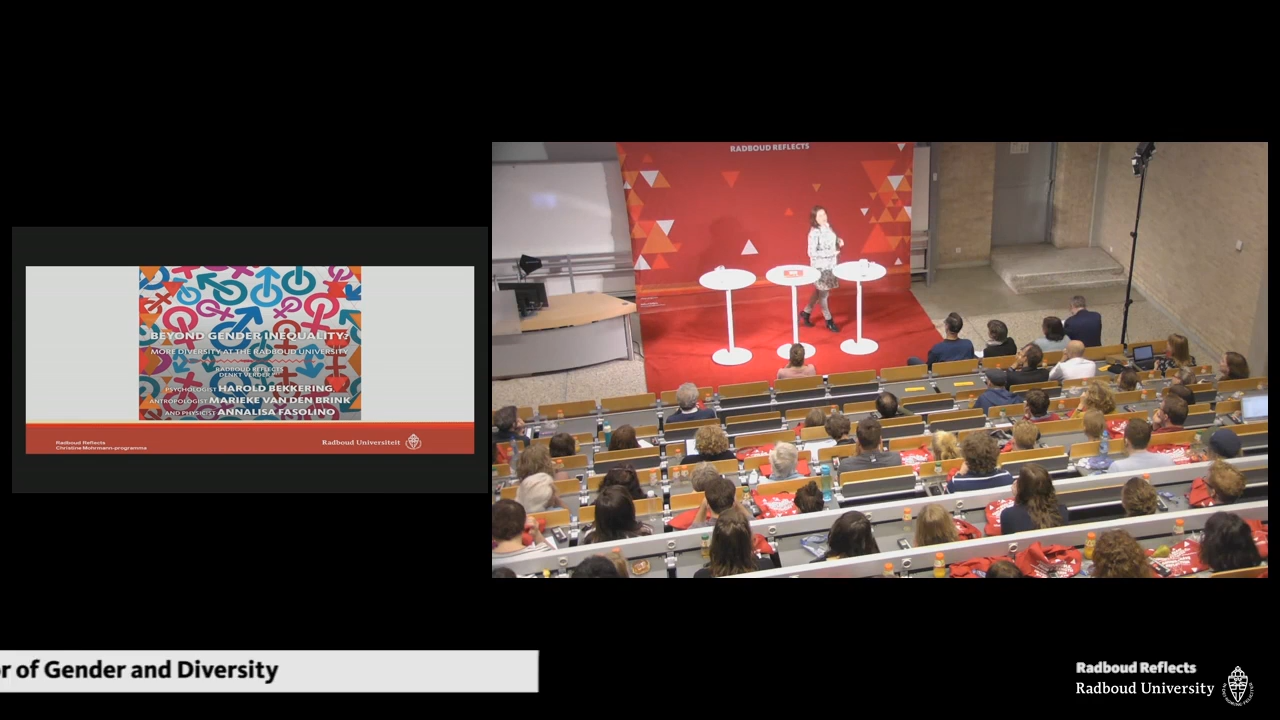 RADBOUD REFLECTS
BEYOND GENDER INEQUALITY?
MORE DIVERSITY AT THE RADBOUD UNIVERSITY
RADBOUD REFLECTS
DENKT VERDER
PSYCHOLOGIST HAROLD BEKKERING
ANTROPOLOGIST MARIEKE VAN DEN BRINK
AND PHYSICIST ANNALISA FASOLINO
Radboud Reflects
Christine Mohrmann-programme
Radboud Universiteit
r of Gender and Diversity
Radboud Reflects
Radboud University